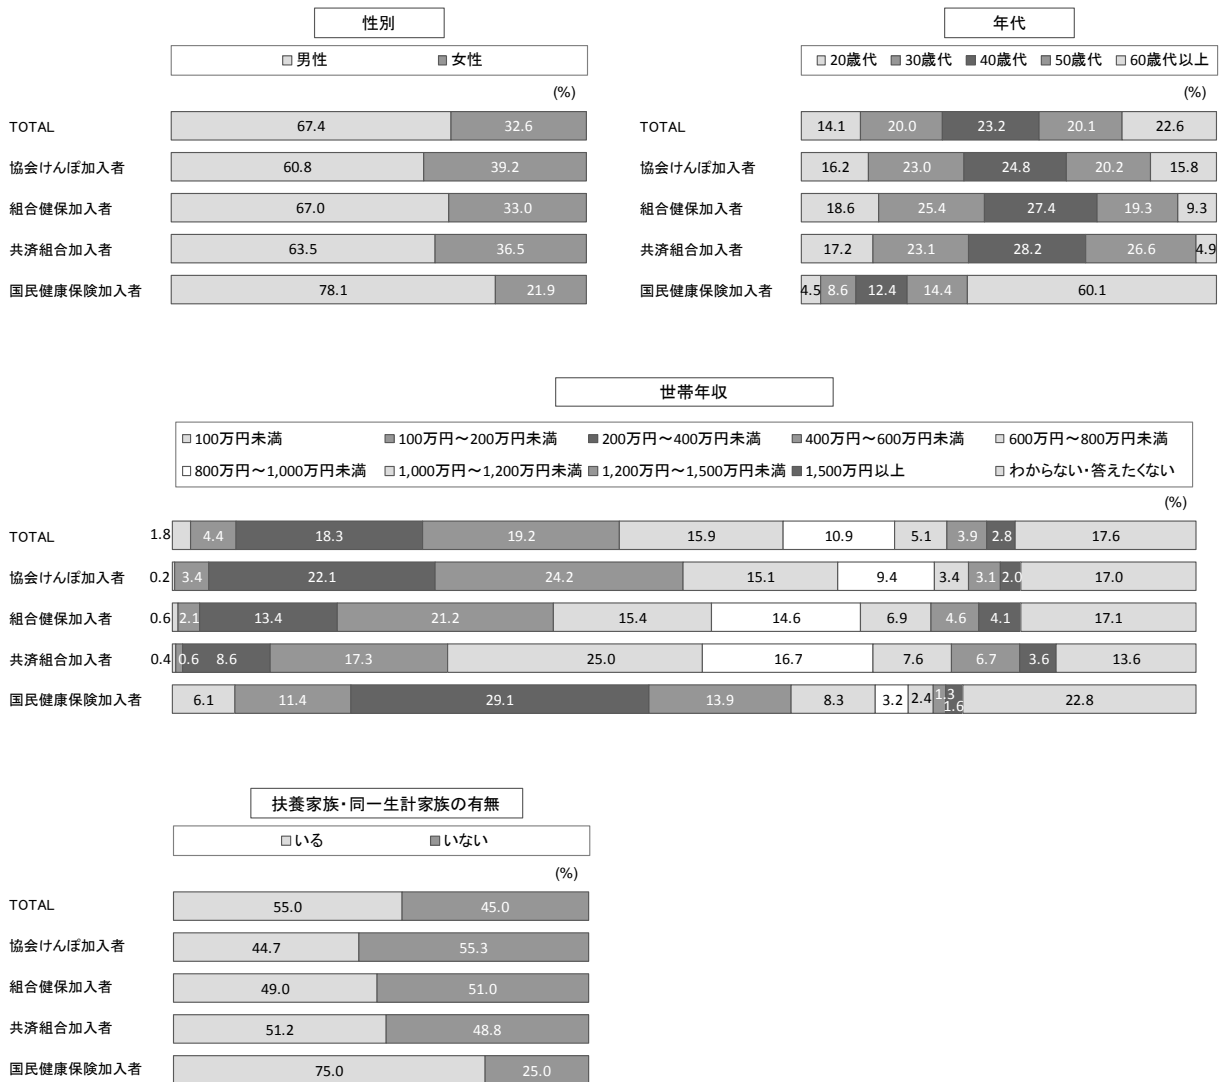 性別
□男性 ■女性
(%)
TOTAL 67.4 32.6
協会けんぽ加入者 60.8 39.2
組合健保加入者 67.0 33.0
共済組合加入者 63.5 36.5
国民健康保険加入者 78.1 21.9
年代
□20歳代 ■30歳代 ■40歳代 ■50歳代 □60歳代以上
(%)
TOTAL 14.1 20.0 23.2 20.1 22.6
協会けんぽ加入者 16.2 23.0 24.8 20.2 15.8
組合健保加入者 18.6 25.4 27.4 19.3 9.3
共済組合加入者 17.2 23.1 28.2 26.6 4.9
国民健康保険加入者 4.5 8.6 12.4 14.4 60.1
世帯年収
□100万円未満 ■100万円～200万円未満 ■200万円～400万円未満 ■400万円～600万円未満 □600万円～800万円未満
□800万円～1,000万円未満 □1,000万円～1,200万円未満 ■1,200万円～1,500万円未満 ■1,500万円以上 □わからない・答えたくない
(%)
TOTAL 1.8 4.4 18.3 19.2 15.9 10.9 5.1 3.9 2.8 17.6
協会けんぽ加入者 0.2 3.4 22.1 24.2 15.1 9.4 3.4 3.1 2.0 17.0
組合健保加入者 0.6 2.1 13.4 21.2 15.4 14.6 6.9 4.6 4.1 17.1
共済組合加入者 0.4 0.6 8.6 17.3 25.0 16.7 7.6 6.7 3.6 13.6
国民健康保険加入者 6.1 11.4 29.1 13.9 8.3 3.2 2.4 1.3 1.6 22.8
扶養家族・同一生計家族の有無
□いる ■いない
(%)
TOTAL 55.0 45.0
協会けんぽ加入者 44.7 55.3
組合健保加入者 49.0 51.0
共済組合加入者 51.2 48.8
国民健康保険加入者 75.0 25.0